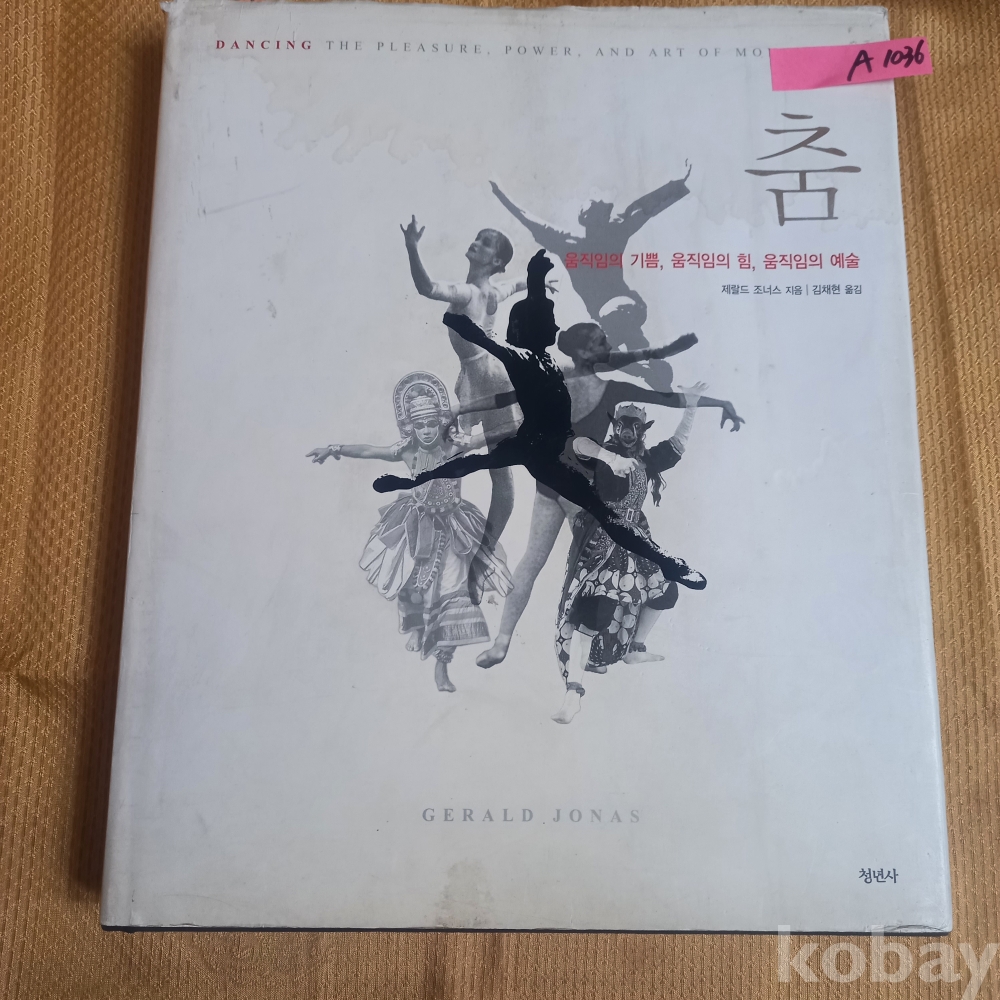 DANCING THE PLEASURE, POWER, AND ART OF
A 1036
춤
움직임의 기쁨, 움직임의 힘, 움직임의 예술
제랄드 조너스 지음 | 김채현 옮김
GERALD JONAS
청년사
kobay